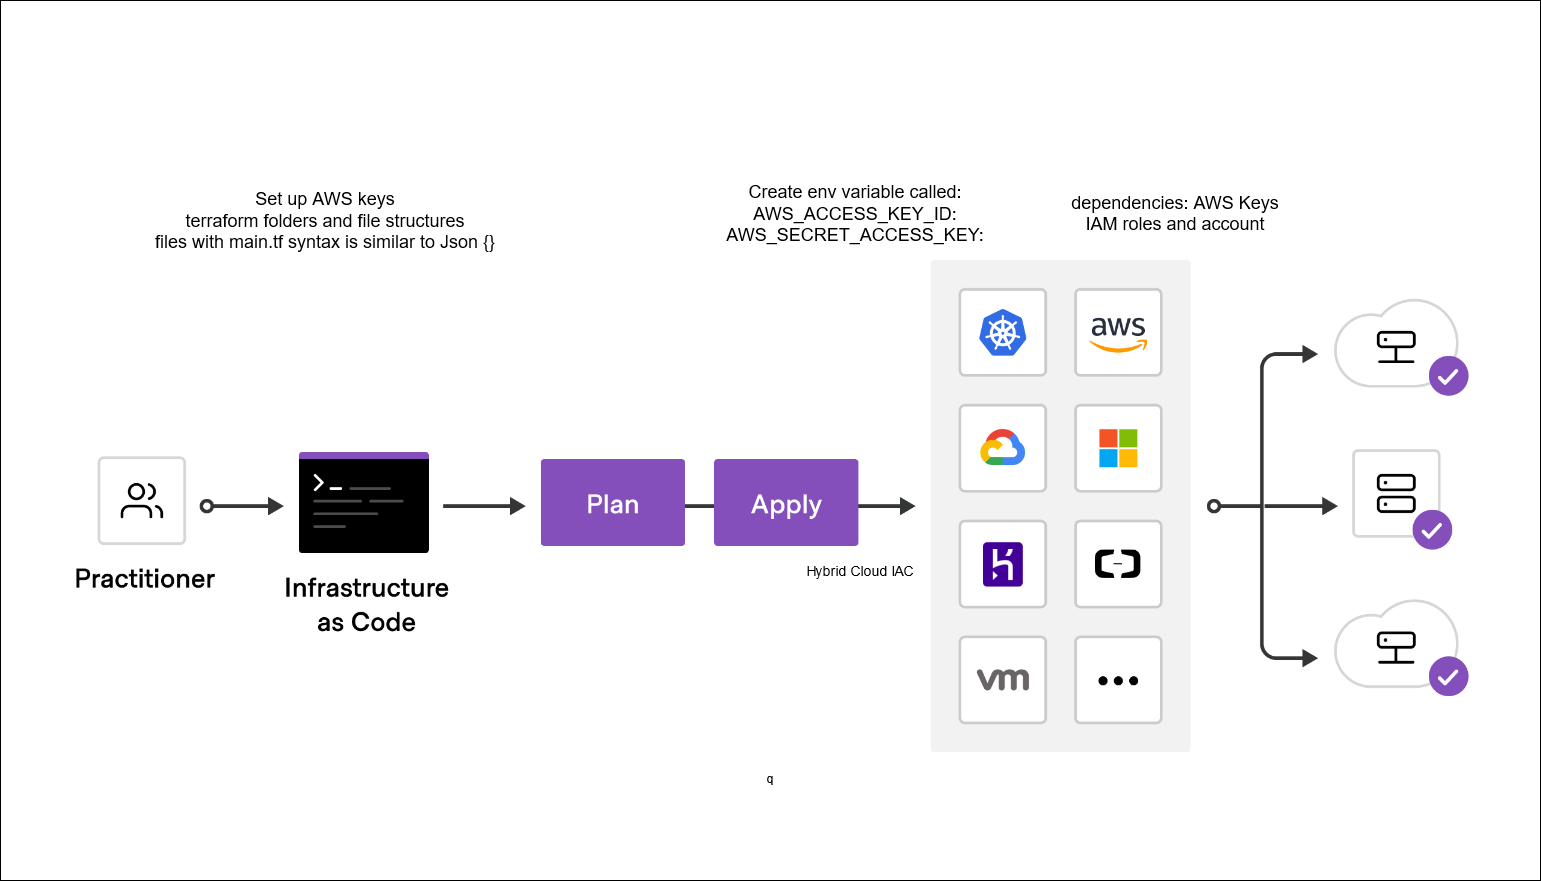 Set up AWS keys
terraform folders and file structures
files with main.tf syntax is similar to Json {}
Create env variable called:
AWS_ACCESS_KEY_ID:
AWS_SECRET_ACCESS_KEY:
dependencies: AWS Keys
IAM roles and account
aws
Practitioner
Infrastructure
as Code
Plan
Apply
Hybrid Cloud IAC
vm
q